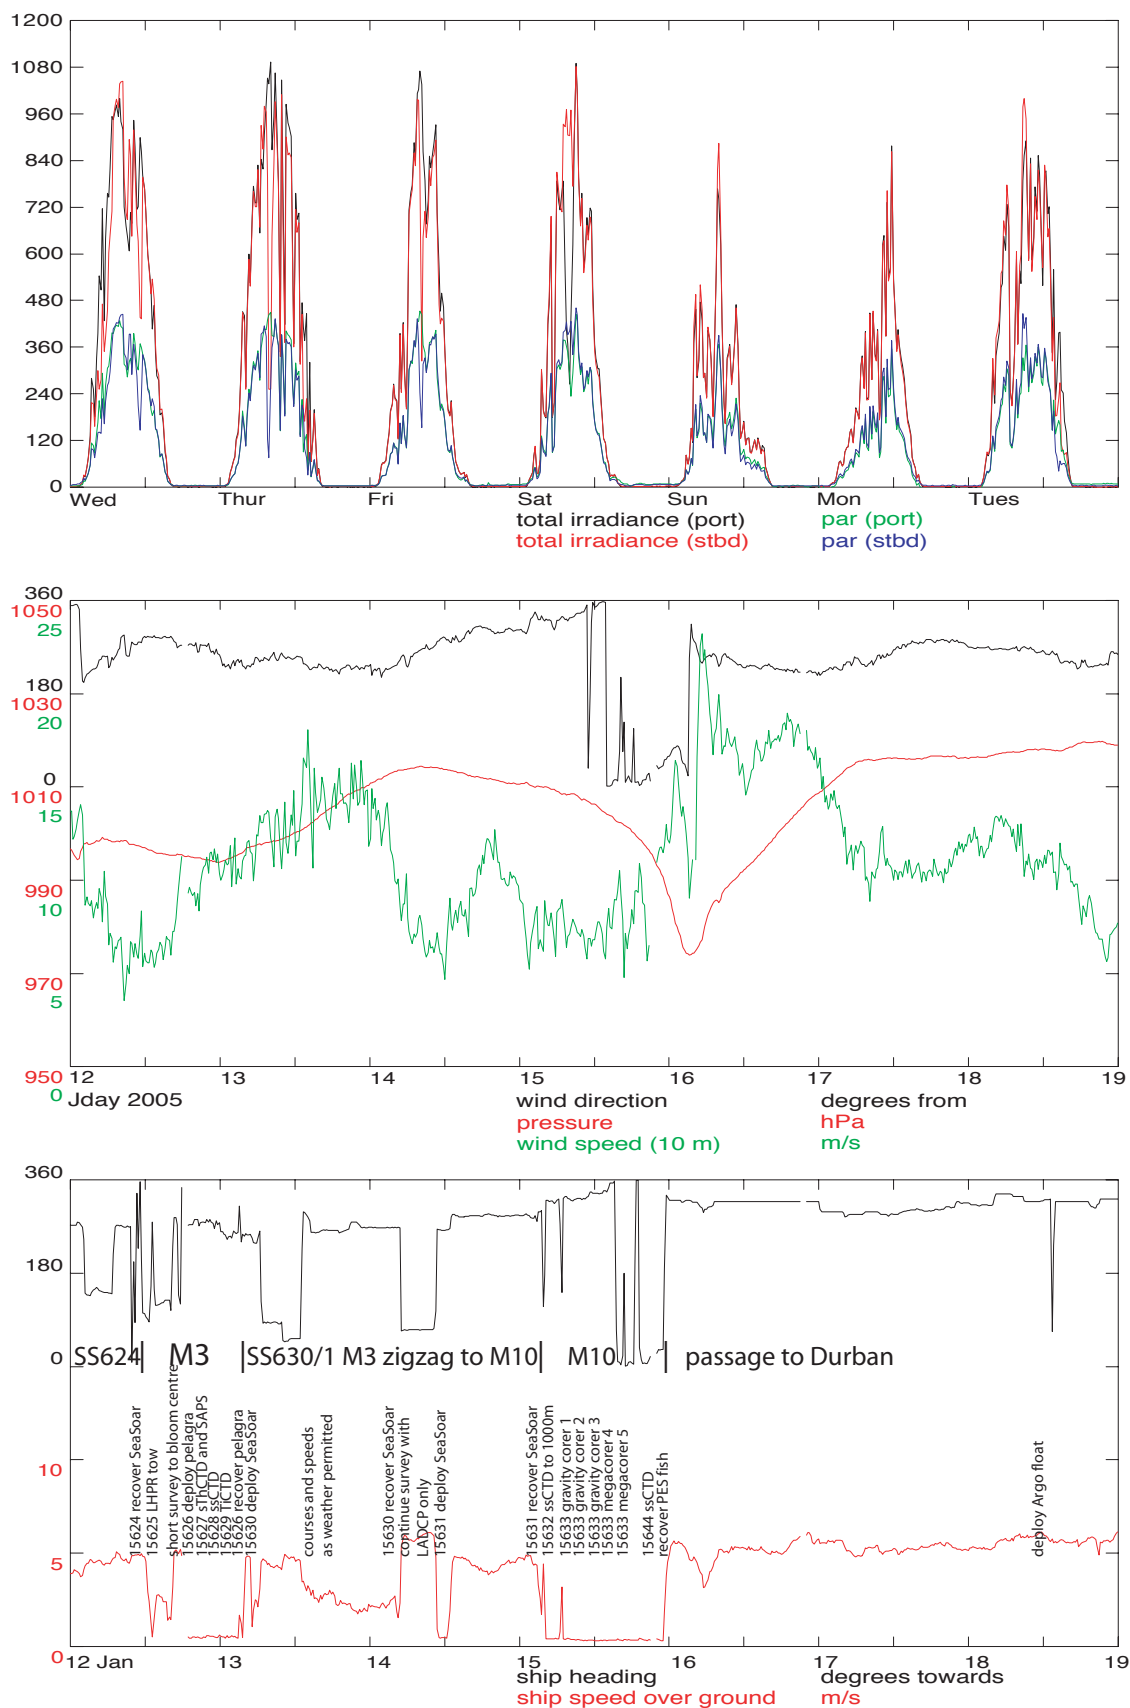 1200
1080
960
840
720
600
480
360
240
120
0
Wed Thur Fri Sat Sun Mon Tues
total irradiance (port) par (port)
total irradiance (stbd) par (stbd)
360
1050
25
180
1030
20
0
1010
15
990
10
970
5
950
0
12 13 14 15 16 17 18 19
Jday 2005 wind direction degrees from
pressure hPa
wind speed (10 m) m/s
360
180
0
SS624 M3 SS630/1 M3 zigzag to M10 M10 passage to Durban
15624 recover SeaSoar
15625 LHPR tow
short survey to bloom centre
15626 deploy pelagra
15627 sThCTD and SAPS
15628 ssCTD
15629 TiCTD
15626 recover pelagra
15630 deploy SeaSoar
courses and speeds
as weather permitted
15630 recover SeaSoar
continue survey with
LADCP only
15631 deploy SeaSoar
15631 recover SeaSoar
15632 ssCTD to 1000m
15633 gravity corer 1
15633 gravity corer 2
15633 gravity corer 3
15633 megacorer 4
15633 megacorer 5
15644 ssCTD
recover PES fish
deploy Argo float
10
5
0
12 Jan 13 14 15 16 17 18 19
ship heading degrees towards
ship speed over ground m/s